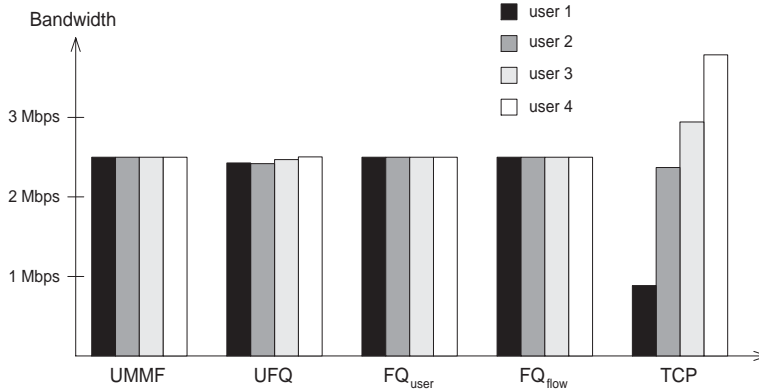 Bandwidth
user 1
user 2
user 3
user 4
3 Mbps
2 Mbps
1 Mbps
UMMF UFQ FQuser FQflow TCP